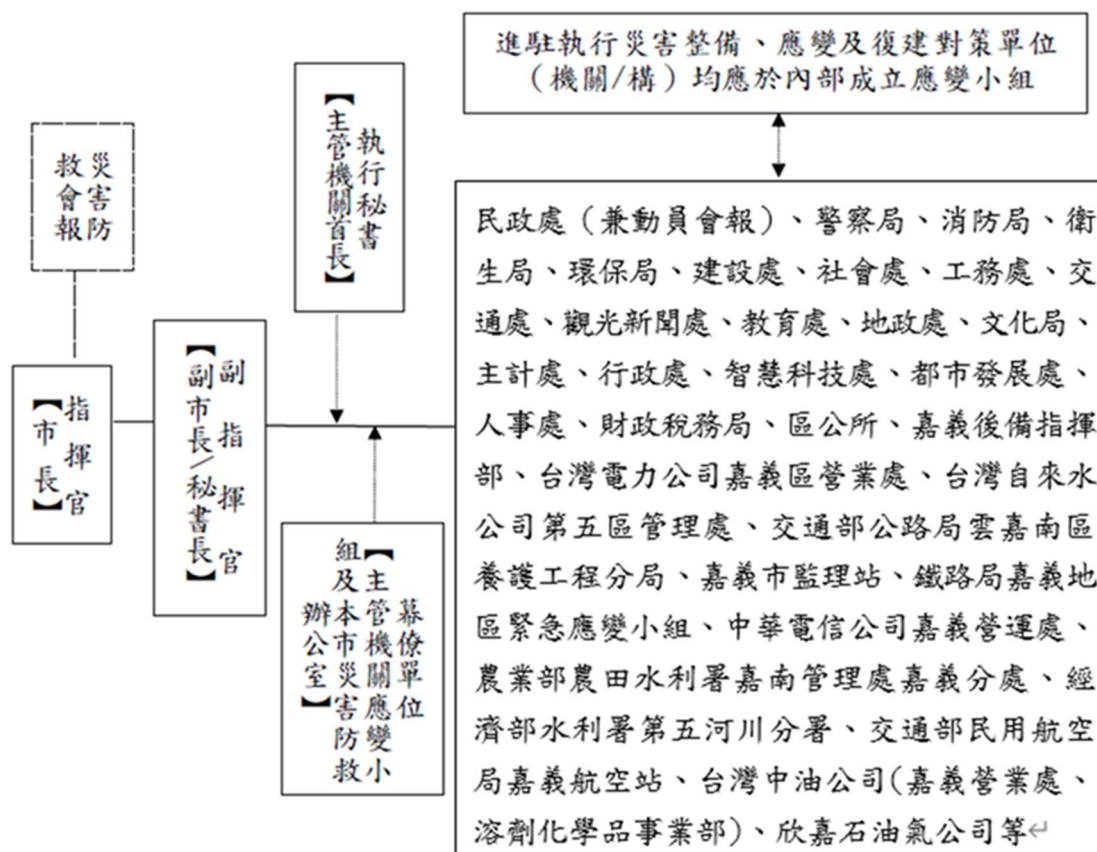 進駐執行災害整備、應變及復建對策單位
（機關/構）均應於內部成立應變小組
災害防
救會報
執行秘書
【主管機關首長】
指揮官
【市長】
副指揮官
【副市長/秘書長】
幕僚單位
【主管機關應變小
組及本市災害防救
辦公室】
民政處（兼動員會報）、警察局、消防局、衛
生局、環保局、建設處、社會處、工務處、交
通處、觀光新聞處、教育處、地政處、文化局、
主計處、行政處、智慧科技處、都市發展處、
人事處、財政稅務局、區公所、嘉義後備指揮
部、台灣電力公司嘉義區營業處、台灣自來水
公司第五區管理處、交通部公路局雲嘉南區
養護工程分局、嘉義市監理站、鐵路局嘉義地
區緊急應變小組、中華電信公司嘉義營運處、
農業部農田水利署嘉南管理處嘉義分處、經
濟部水利署第五河川分署、交通部民用航空
局嘉義航空站、台灣中油公司(嘉義營業處、
溶劑化學品事業部)、欣嘉石油氣公司等↵